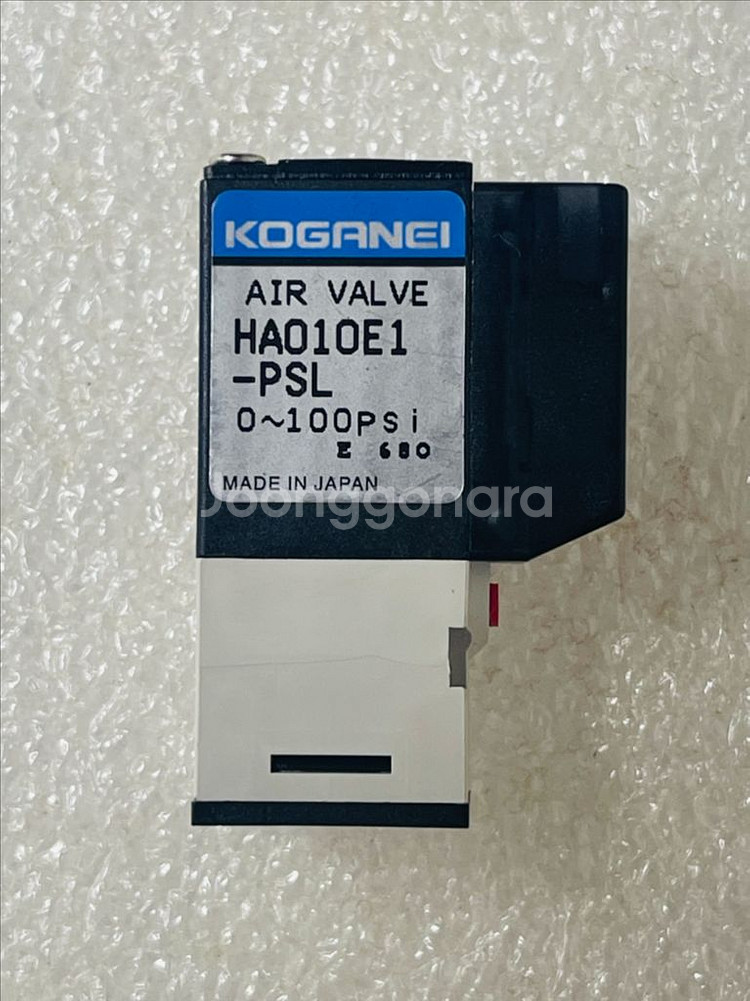 KOGANEI
AIR VALVE
HA010E1
-PSL
0~100psi
E 680
MADE IN JAPAN
Joonggonara